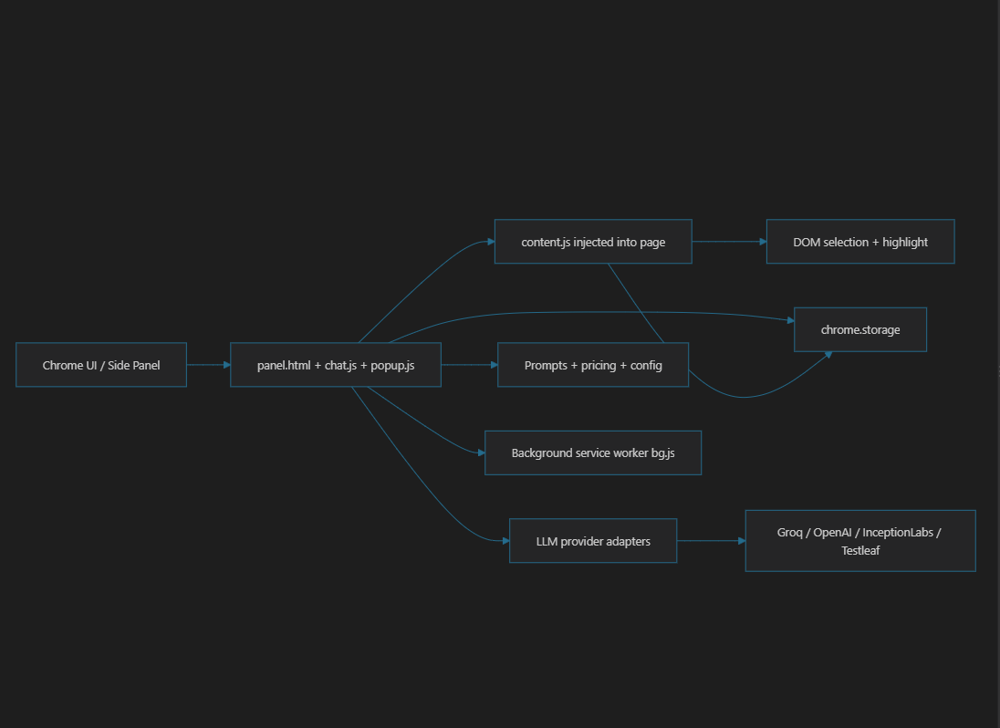 content.js injected into page
DOM selection + highlight
chrome.storage
Chrome UI / Side Panel
panel.html + chat.js + popup.js
Prompts + pricing + config
Background service worker bg.js
LLM provider adapters
Groq / OpenAI / InceptionLabs /
Testleaf